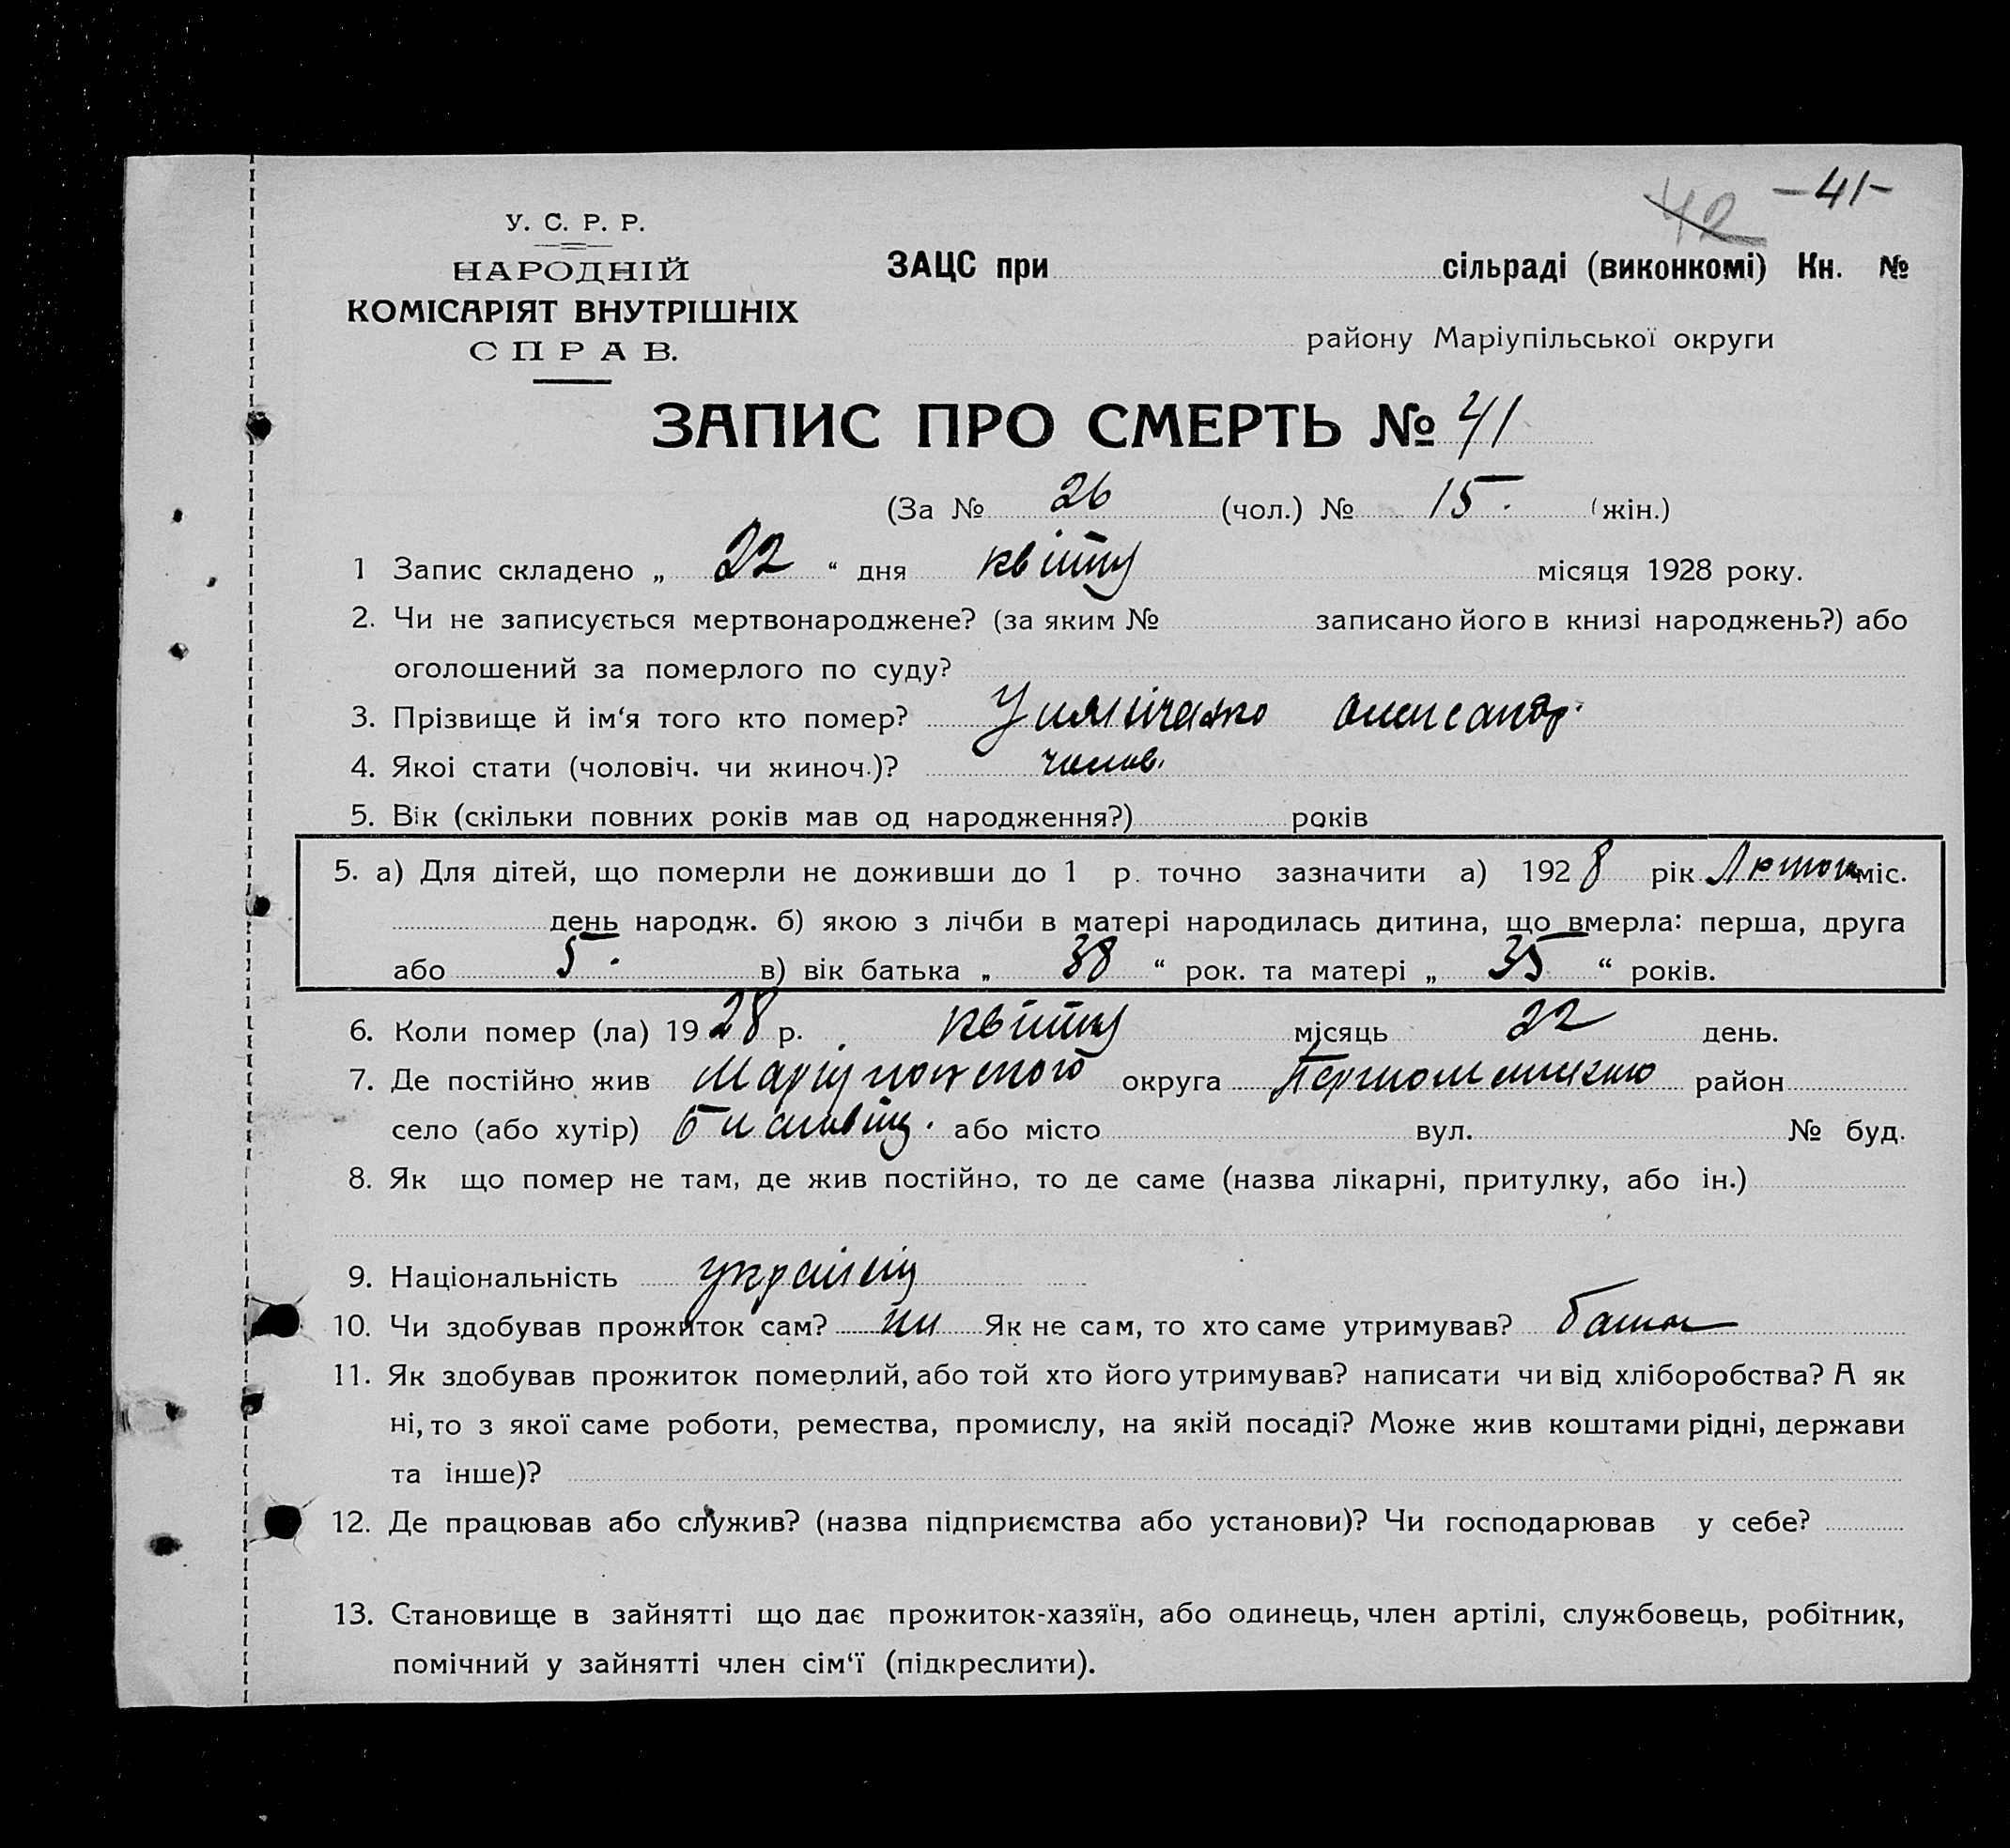 42 -41-
У. С. Р. Р.
НАРОДНІЙ
КОМІСАРІЯТ ВНУТРІШНІХ
СПРАВ.
ЗАЦС при сільраді (виконкомі) Кн. №
району Маріупільської округи
ЗАПИС ПРО СМЕРТЬ № 41
(За № 26 (чол.) № 15. (жін.)
1 Запис складено „ 22 “ дня квітня місяця 1928 року.
2. Чи не записується мертвонароджене? (за яким № записано його в книзі народжень?) або
оголошений за померлого по суду?
3. Прізвище й ім‘я того хто помер? Олександр
4. Якоі стати (чоловіч. чи жиноч.)? чолов.
5. Вік (скільки повних років мав од народження?) років
5. а) Для дітей, що померли не доживши до 1 р. точно зазначити а) 1928 рік міс.
день народж. б) якою з лічби в матері народилась дитина, що вмерла: перша, друга
або 5. в) вік батька „ 38 “ рок. та матері „ 35 “ років.
6. Коли помер (ла) 1928 р. квітня місяць 22 день.
7. Де постійно жив округа район
село (або хутір) або місто вул. № буд.
8. Як що помер не там, де жив постійно, то де саме (назва лікарні, притулку, або ін.)
9. Національність українец
10. Чи здобував прожиток сам? ни Як не сам, то хто саме утримував? батьк
11. Як здобував прожиток померлий, або той хто його утримував? написати чи від хліборобства? А як
ні, то з якої саме роботи, ремества, промислу, на якій посаді? Може жив коштами рідні, держави
та інше)?
12. Де працював або служив? (назва підприємства або установи)? Чи господарював у себе?
13. Становище в зайнятті що дає прожиток-хазяїн, або одинець, член артілі, службовець, робітник,
помічний у зайнятті член сім‘ї (підкреслити).